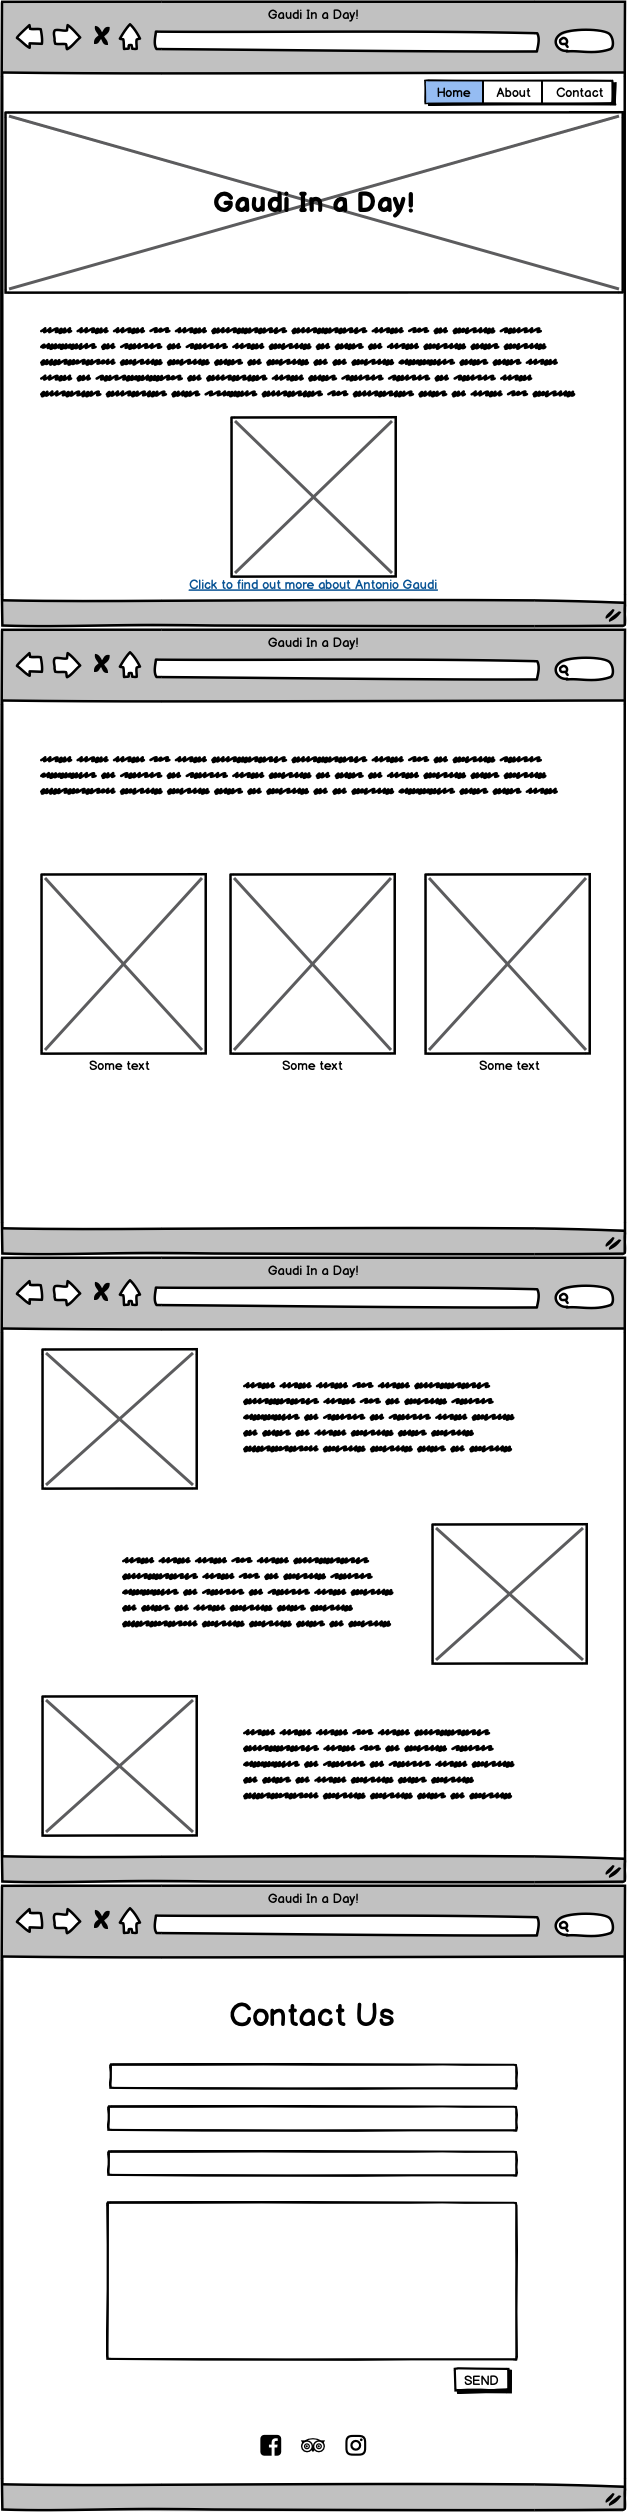 Gaudi In a Day!
Home About Contact
Gaudi In a Day!
Click to find out more about Antonio Gaudi
Gaudi In a Day!
Some text Some text Some text
Gaudi In a Day!
Gaudi In a Day!
Contact Us
SEND